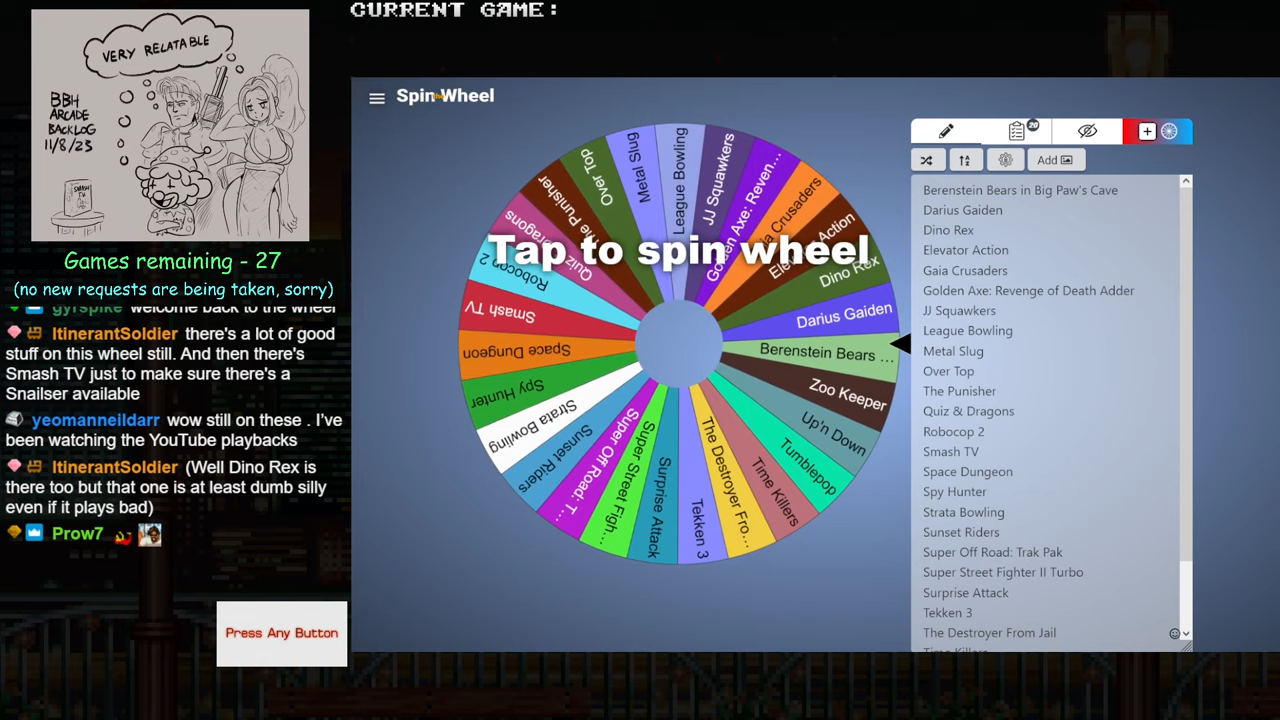 CURRENT GAME:
VERY RELATABLE
BBH
ARCADE
BACKLOG
11/8/23
SMASH
TV
Games remaining - 27
(no new requests are being taken, sorry)
gyrspike welcome back to the wheel
ItinerantSoldier there's a lot of good
stuff on this wheel still. And then there's
Smash TV just to make sure there's a
Snailser available
yeomanneildarr wow still on these . I've
been watching the YouTube playbacks
ItinerantSoldier (Well Dino Rex is
there too but that one is at least dumb silly
even if it plays bad)
Prow7
Press Any Button
Spin the Wheel
Tap to spin wheel
League Bowling
JJ Squawkers
Golden Axe: Reven...
Gaia Crusaders
Elevator Action
Dino Rex
Darius Gaiden
Berenstein Bears ...
Zoo Keeper
Up'n Down
Tumblepop
Time Killers
The Destroyer Fro...
Tekken 3
Surprise Attack
Super Street Figh...
Super Off Road: T...
Sunset Riders
Strata Bowling
Spy Hunter
Space Dungeon
Smash TV
Robocop 2
Quiz & Dragons
The Punisher
Over Top
Metal Slug
20
Add
Berenstein Bears in Big Paw's Cave
Darius Gaiden
Dino Rex
Elevator Action
Gaia Crusaders
Golden Axe: Revenge of Death Adder
JJ Squawkers
League Bowling
Metal Slug
Over Top
The Punisher
Quiz & Dragons
Robocop 2
Smash TV
Space Dungeon
Spy Hunter
Strata Bowling
Sunset Riders
Super Off Road: Trak Pak
Super Street Fighter II Turbo
Surprise Attack
Tekken 3
The Destroyer From Jail
Time Killers